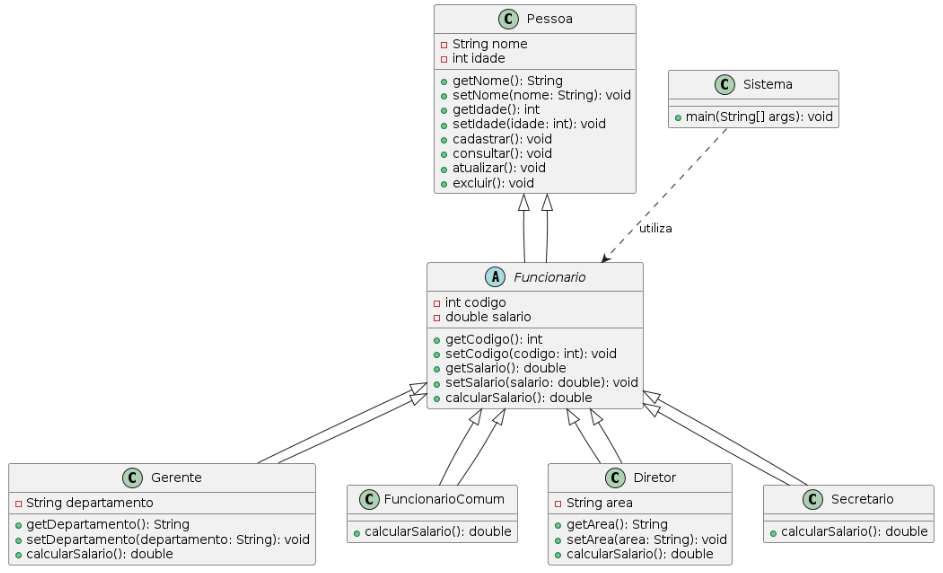 C Pessoa
String nome
int idade
getNome(): String
setNome(nome: String): void
getIdade(): int
setIdade(idade: int): void
cadastrar(): void
consultar(): void
atualizar(): void
excluir(): void
C Sistema
main(String[] args): void
utiliza
A Funcionario
int codigo
double salario
getCodigo(): int
setCodigo(codigo: int): void
getSalario(): double
setSalario(salario: double): void
calcularSalario(): double
C Gerente
String departamento
getDepartamento(): String
setDepartamento(departamento: String): void
calcularSalario(): double
C FuncionarioComum
calcularSalario(): double
C Diretor
String area
getArea(): String
setArea(area: String): void
calcularSalario(): double
C Secretario
calcularSalario(): double